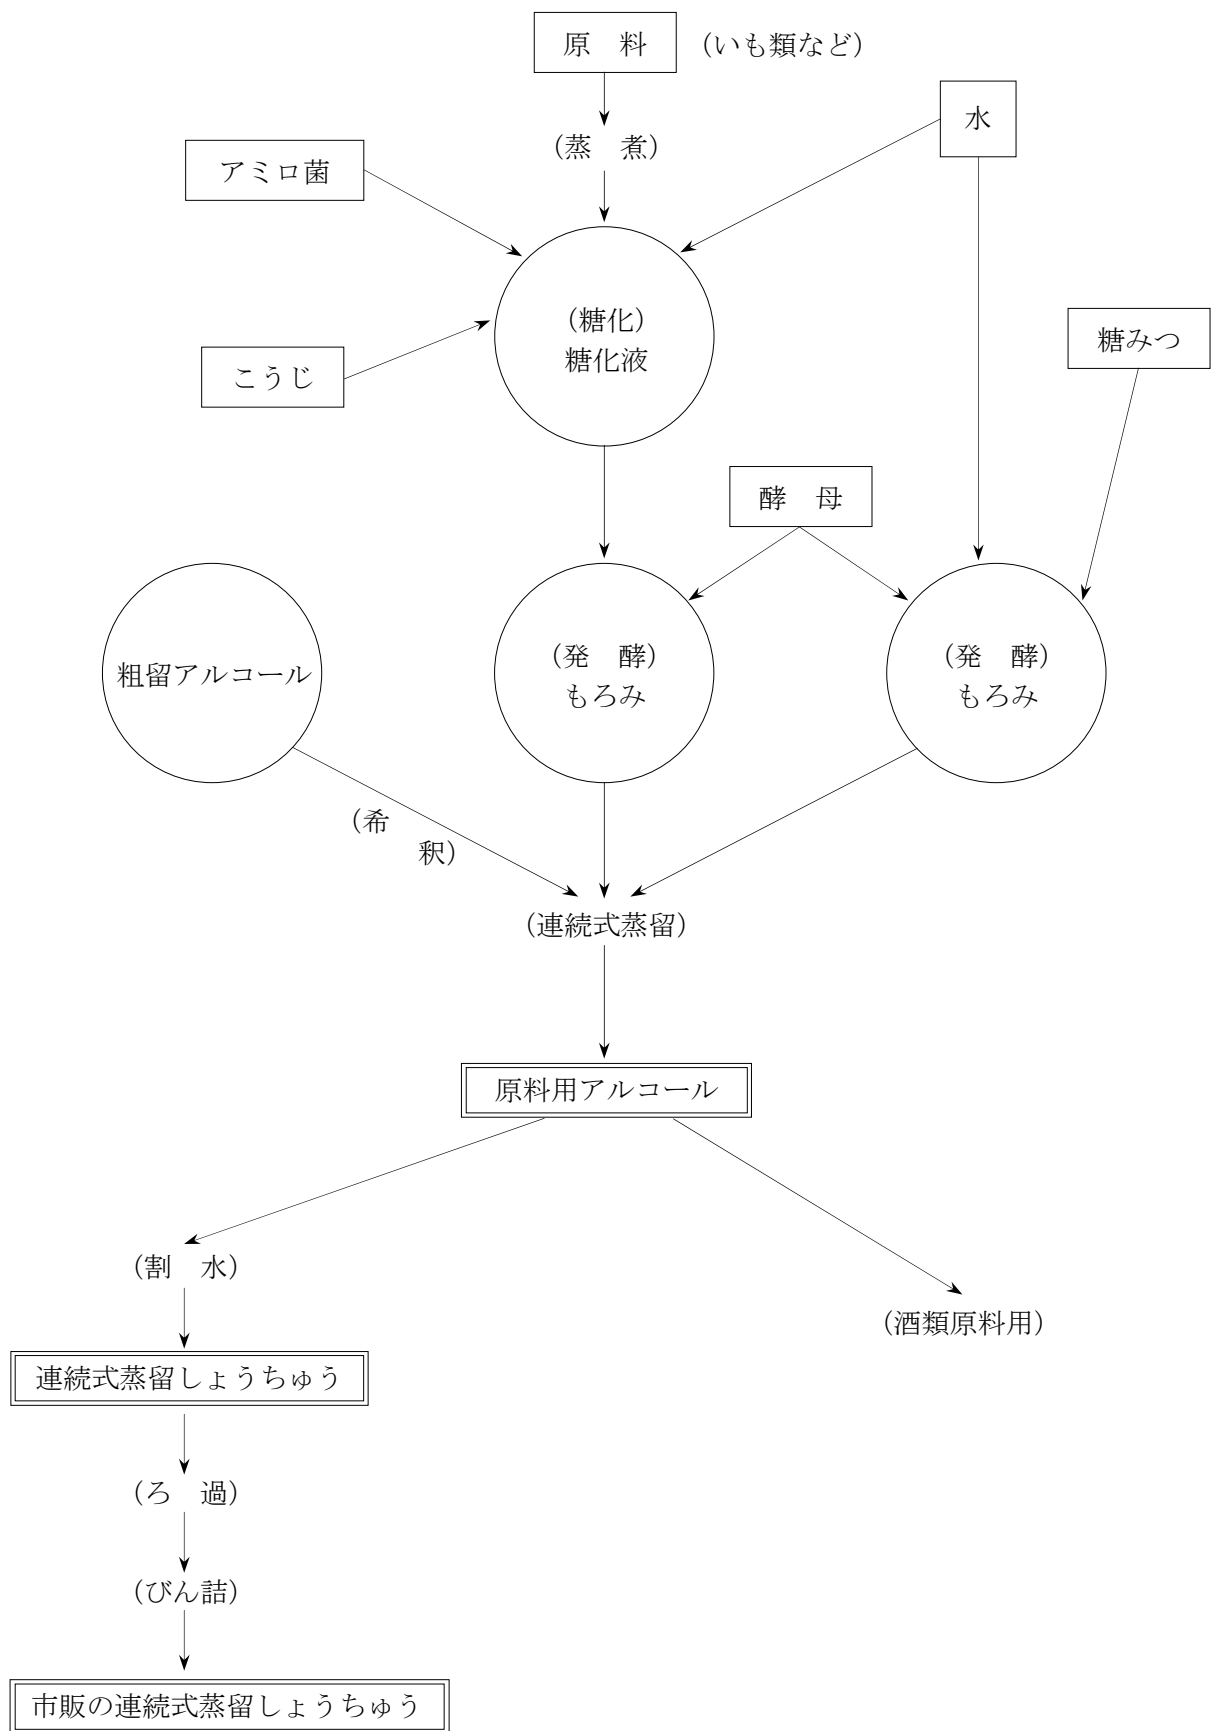 原　料 (いも類など)
水
(蒸　煮)
アミロ菌
(糖化)
糖化液
糖みつ
こうじ
酵　母
粗留アルコール
(発　酵)
もろみ
(発　酵)
もろみ
(希
釈)
(連続式蒸留)
原料用アルコール
(割　水)
(酒類原料用)
連続式蒸留しょうちゅう
(ろ　過)
(びん詰)
市販の連続式蒸留しょうちゅう